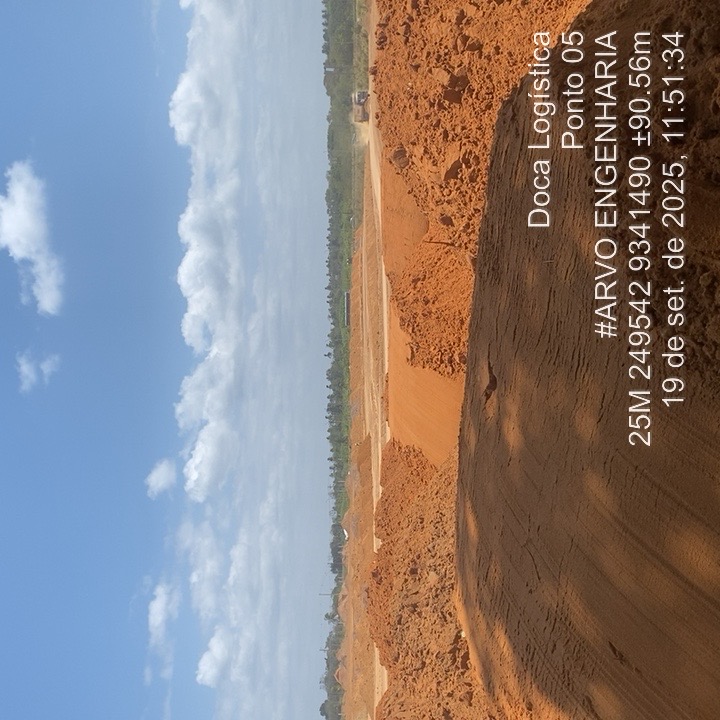 Doca Logística
Ponto 05
#ARVO ENGENHARIA
25M 249542 9341490 ±90.56m
19 de set. de 2025, 11:51:34